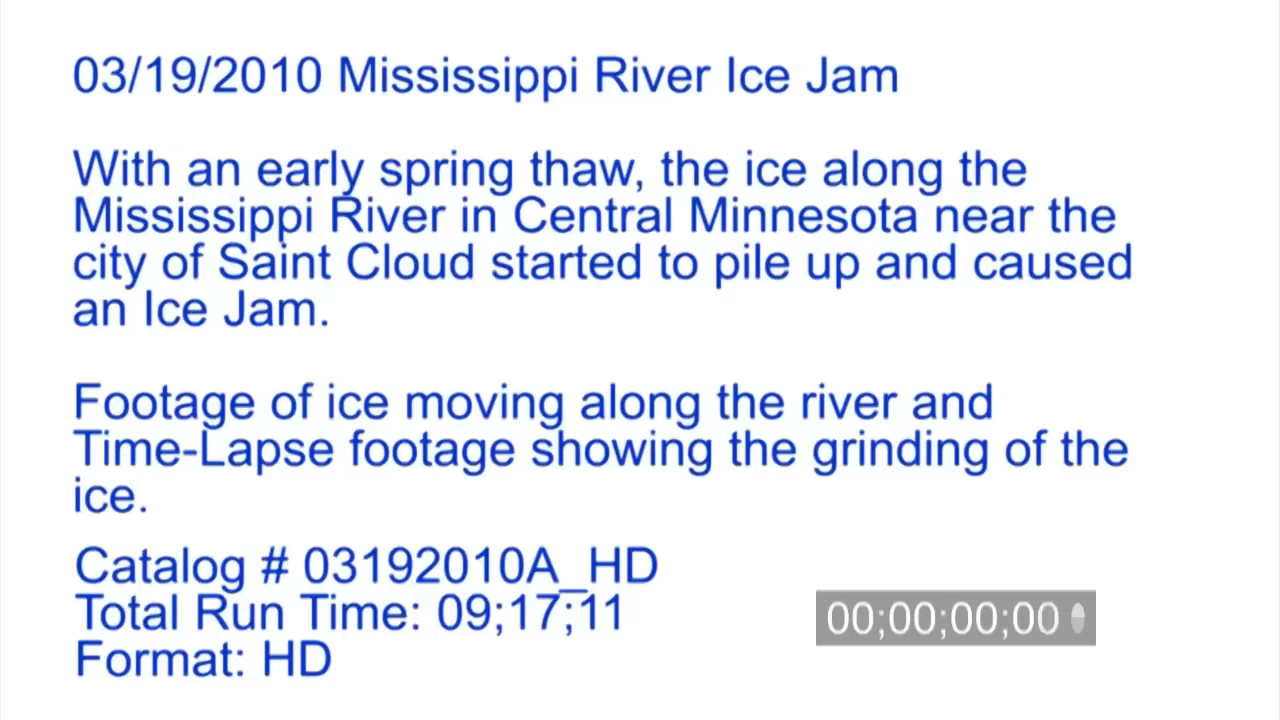 03/19/2010 Mississippi River Ice Jam
With an early spring thaw, the ice along the
Mississippi River in Central Minnesota near the
city of Saint Cloud started to pile up and caused
an Ice Jam.
Footage of ice moving along the river and
Time-Lapse footage showing the grinding of the
ice.
Catalog # 03192010A_HD
Total Run Time: 09;17;11
Format: HD
00;00;00;00